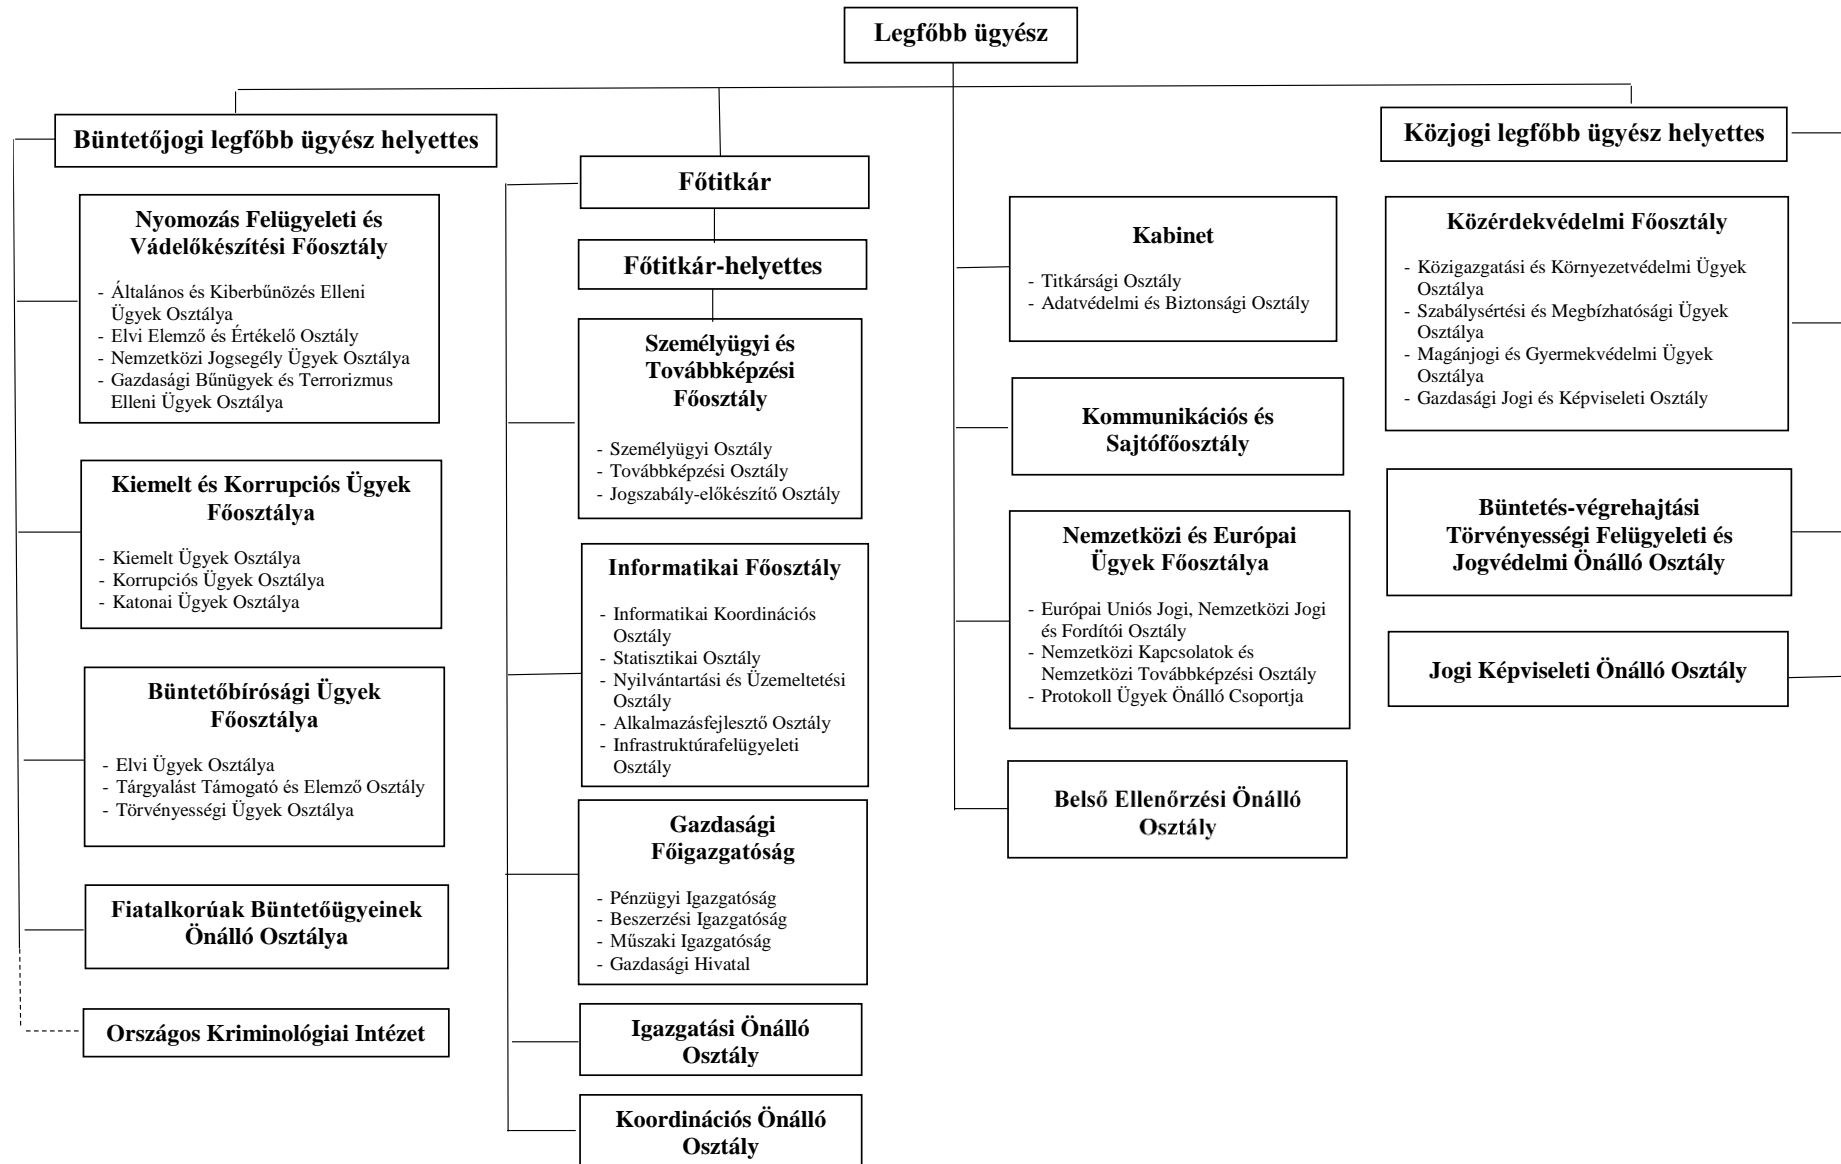 Legfőbb ügyész
Büntetőjogi legfőbb ügyész helyettes
Nyomozás Felügyeleti és
Vádelőkészítési Főosztály
- Általános és Kiberbűnözés Elleni
Ügyek Osztálya
- Elvi Elemző és Értékelő Osztály
- Nemzetközi Jogsegély Ügyek Osztálya
- Gazdasági Bűnügyek és Terrorizmus
Elleni Ügyek Osztálya
Kiemelt és Korrupciós Ügyek
Főosztálya
- Kiemelt Ügyek Osztálya
- Korrupciós Ügyek Osztálya
- Katonai Ügyek Osztálya
Büntetőbírósági Ügyek
Főosztálya
- Elvi Ügyek Osztálya
- Tárgyalást Támogató és Elemző Osztály
- Törvényességi Ügyek Osztálya
Fiatalkorúak Büntetőügyeinek
Önálló Osztálya
Országos Kriminológiai Intézet
Főtitkár
Főtitkár-helyettes
Személyügyi és
Továbbképzési
Főosztály
- Személyügyi Osztály
- Továbbképzési Osztály
- Jogszabály-előkészítő Osztály
Informatikai Főosztály
- Informatikai Koordinációs
Osztály
- Statisztikai Osztály
- Nyilvántartási és Üzemeltetési
Osztály
- Alkalmazásfejlesztő Osztály
- Infrastruktúrafelügyeleti
Osztály
Gazdasági
Főigazgatóság
- Pénzügyi Igazgatóság
- Beszerzési Igazgatóság
- Műszaki Igazgatóság
- Gazdasági Hivatal
Igazgatási Önálló
Osztály
Koordinációs Önálló
Osztály
Kabinet
- Titkársági Osztály
- Adatvédelmi és Biztonsági Osztály
Kommunikációs és
Sajtófőosztály
Nemzetközi és Európai
Ügyek Főosztálya
- Európai Uniós Jogi, Nemzetközi Jogi
és Fordítói Osztály
- Nemzetközi Kapcsolatok és
Nemzetközi Továbbképzési Osztály
- Protokoll Ügyek Önálló Csoportja
Belső Ellenőrzési Önálló
Osztály
Közjogi legfőbb ügyész helyettes
Közérdekvédelmi Főosztály
- Közigazgatási és Környezetvédelmi Ügyek
Osztálya
- Szabálysértési és Megbízhatósági Ügyek
Osztálya
- Magánjogi és Gyermekvédelmi Ügyek
Osztálya
- Gazdasági Jogi és Képviseleti Osztály
Büntetés-végrehajtási
Törvényességi Felügyeleti és
Jogvédelmi Önálló Osztály
Jogi Képviseleti Önálló Osztály